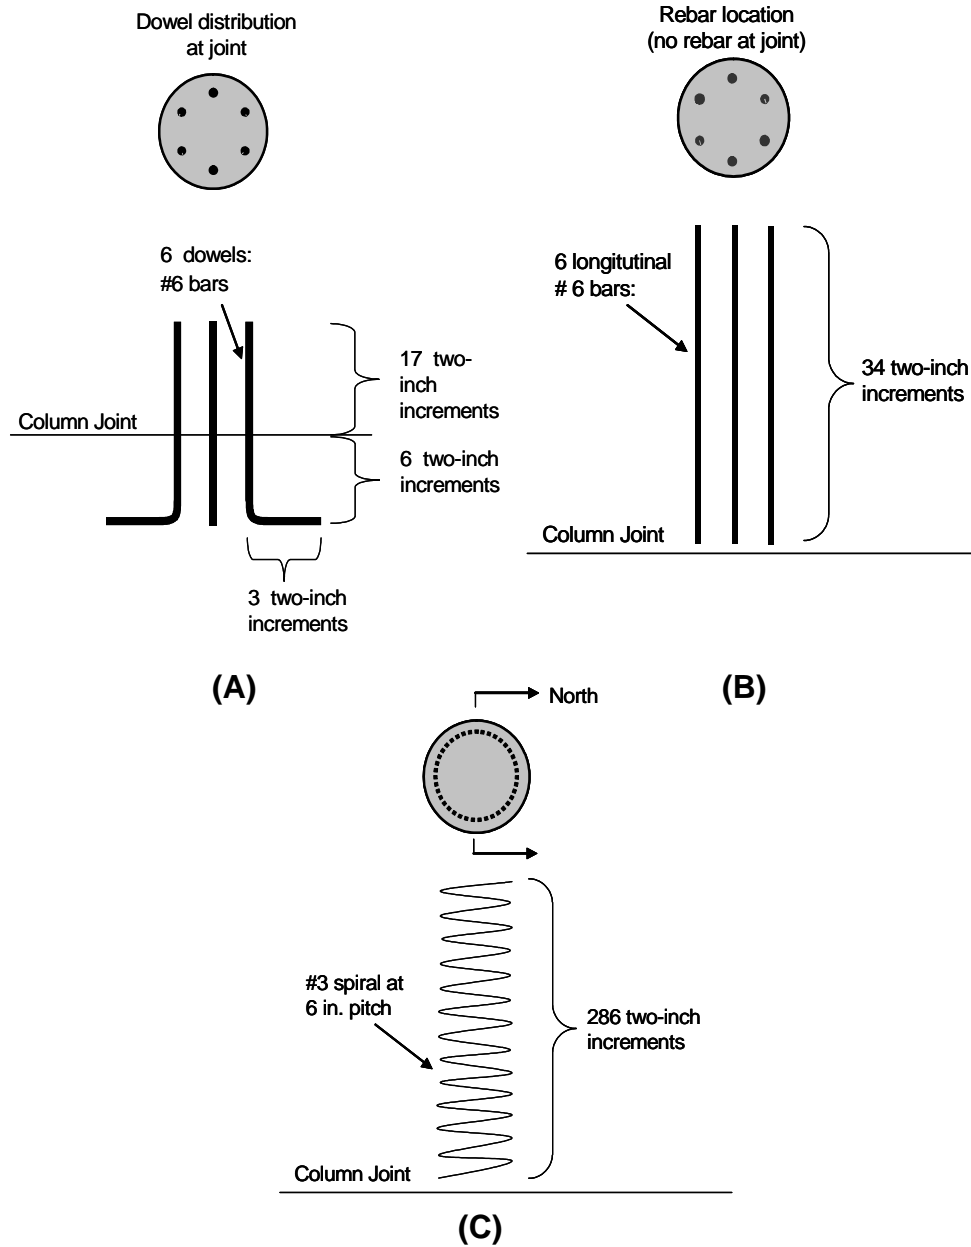 Dowel distribution
at joint
6 dowels:
#6 bars
17 two-
inch
increments
Column Joint
6 two-inch
increments
3 two-inch
increments
(A)
Rebar location
(no rebar at joint)
6 longitutinal
# 6 bars:
34 two-inch
increments
Column Joint
(B)
North
#3 spiral at
6 in. pitch
286 two-inch
increments
Column Joint
(C)